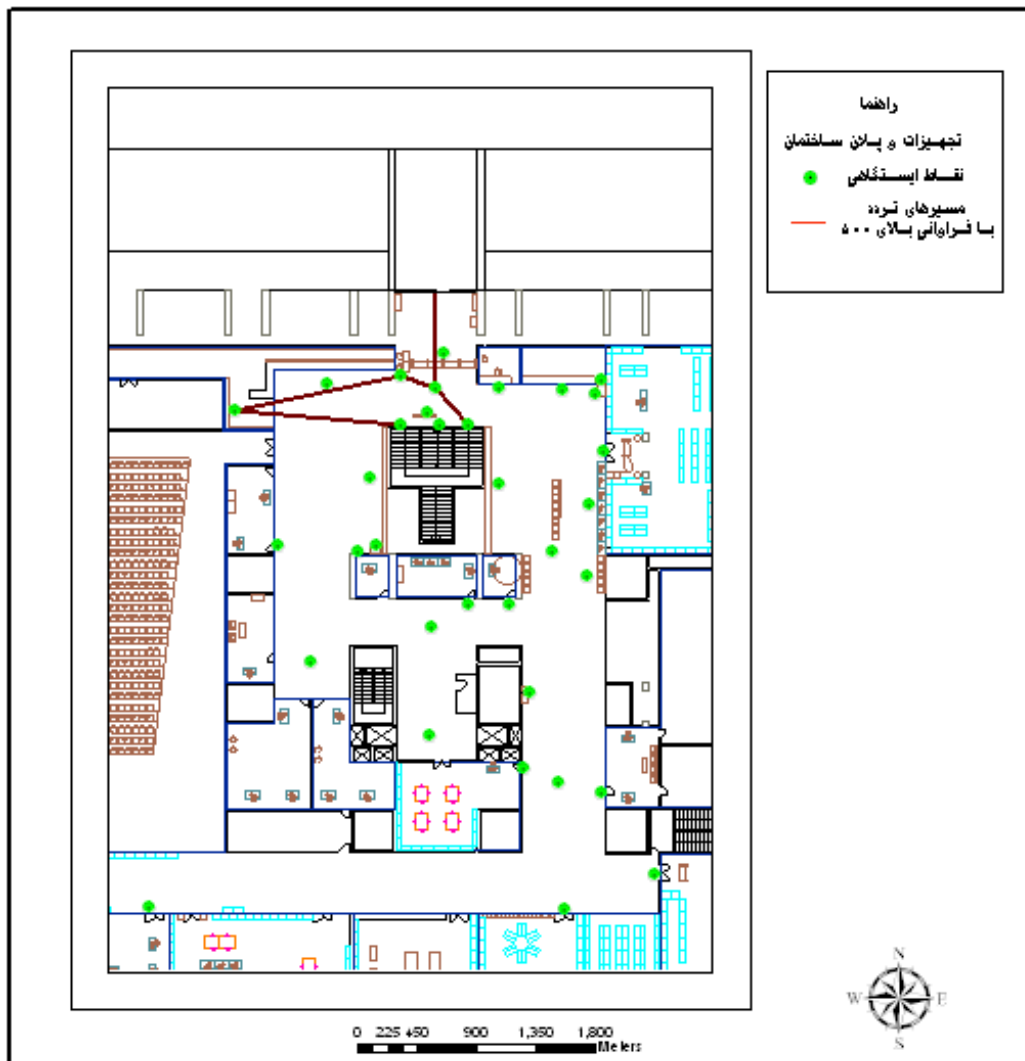 راهنما
تجهیزات و پلان ساختمان
نقاط ایستگاهی
مسیرهای تردد
با فراوانی بالای ۵۰۰
N
W E
S
0 225 450 900 1,350 1,800
Meters